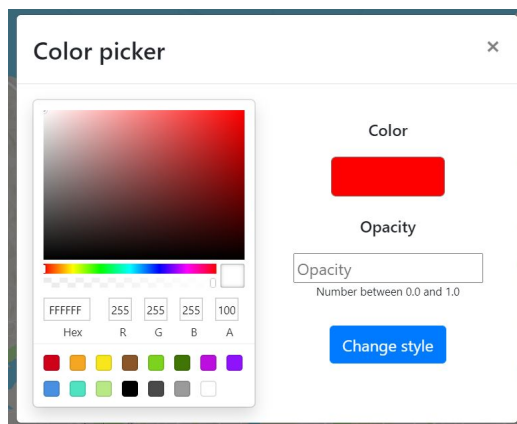 Color picker
×
Color
Opacity
Opacity
Number between 0.0 and 1.0
FFFFFF 255 255 255 100
Hex R G B A
Change style